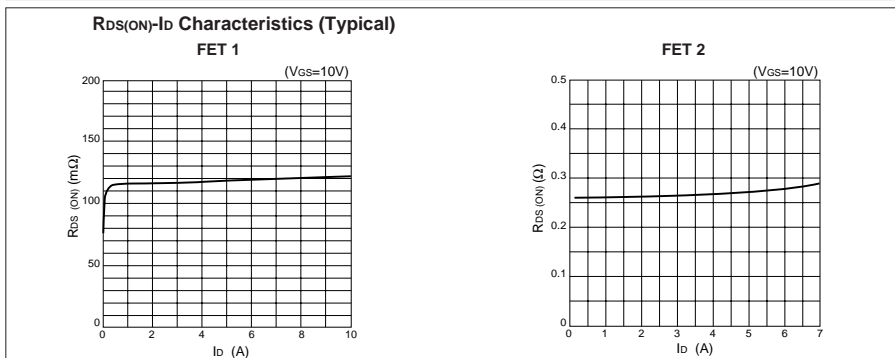 RDS(ON)-ID Characteristics (Typical)
FET 1
(VGS=10V)
200
150
100
50
0
RDS (ON) (mΩ)
0 2 4 6 8 10
ID (A)
FET 2
(VGS=10V)
0.5
0.4
0.3
0.2
0.1
0
RDS (ON) (Ω)
0 1 2 3 4 5 6 7
ID (A)